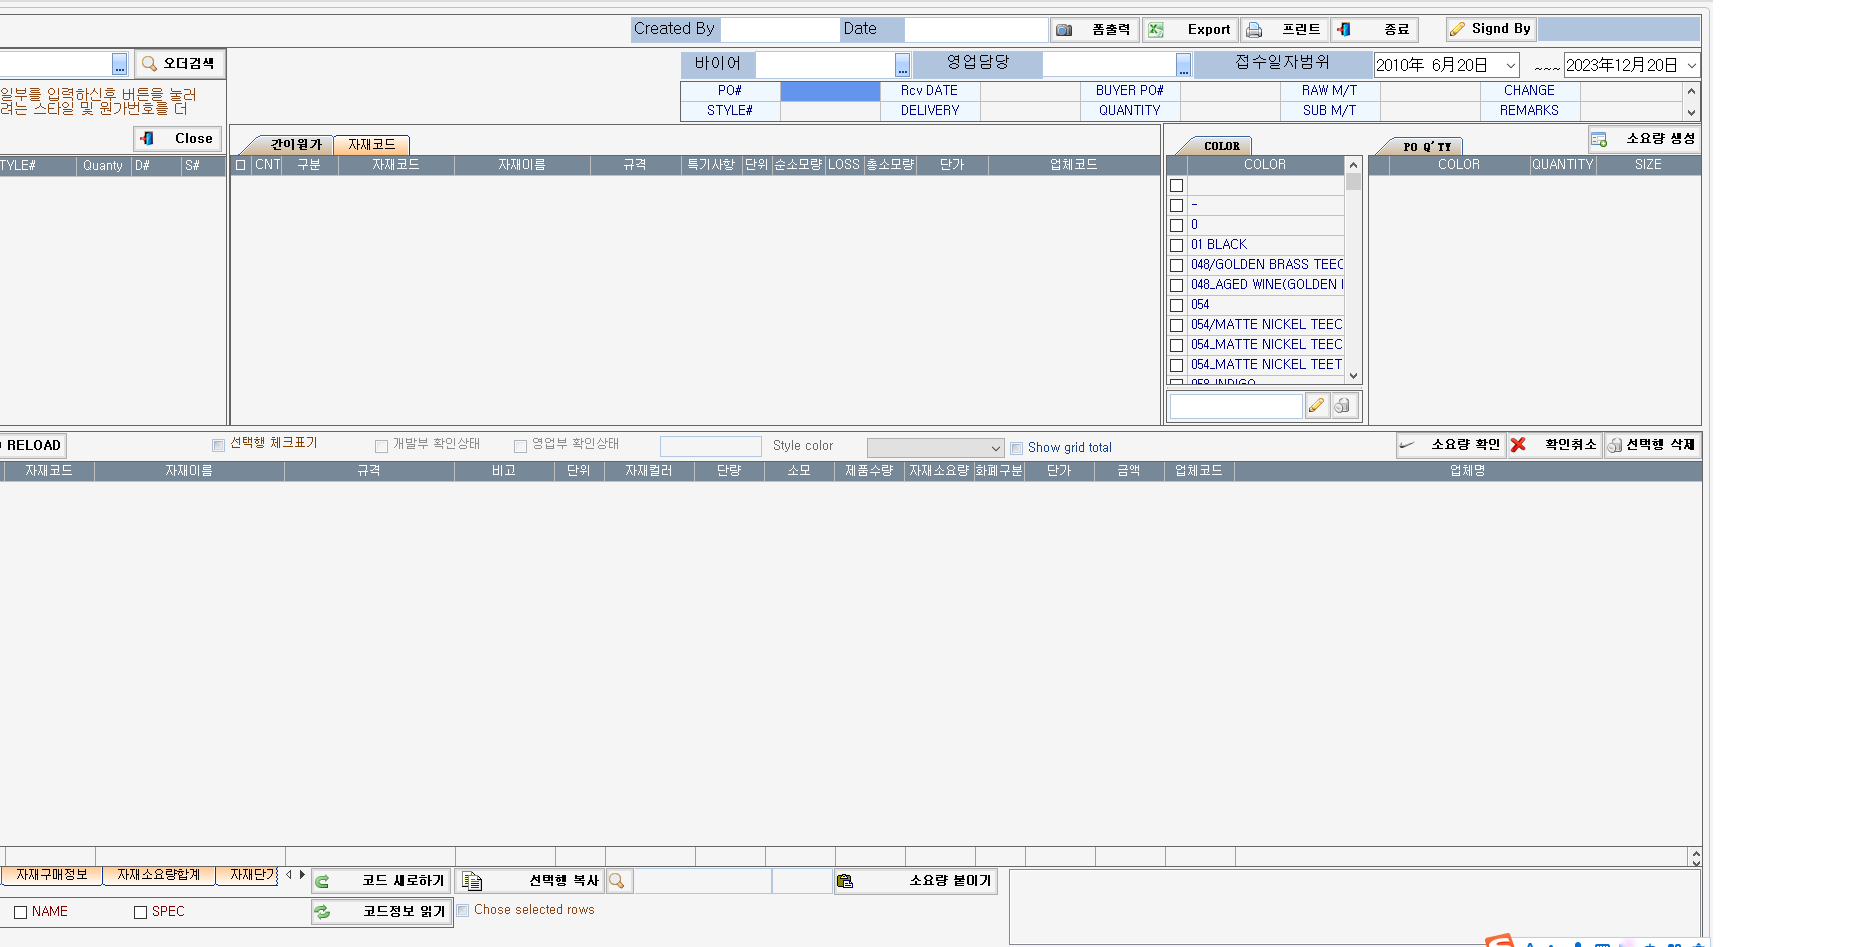 Created By
Date
폼출력
Export
프린트
종료
Signd By
...
오더검색
바이어
...
영업담당
...
접수일자범위
2010年 6月20日
~~~
2023年12月20日
일부를 입력하신후 버튼을 눌러
려는 스타일 및 원가번호를 더
PO#
Rcv DATE
BUYER PO#
RAW M/T
CHANGE
STYLE#
DELIVERY
QUANTITY
SUB M/T
REMARKS
Close
간이원가
자재코드
COLOR
PO Q'TY
소요량 생성
TYLE#
Quanty
D#
S#
CNT
구분
자재코드
자재이름
규격
특기사항
단위
순소모량
LOSS
총소모량
단가
업체코드
COLOR
COLOR
QUANTITY
SIZE
-
0
01 BLACK
048/GOLDEN BRASS TEEC
048_AGED WINE(GOLDEN I
054
054/MATTE NICKEL TEEC
054_MATTE NICKEL TEEC
054_MATTE NICKEL TEET
058_INDIGO
RELOAD
선택행 체크표기
개발부 확인상태
영업부 확인상태
Style color
Show grid total
소요량 확인
확인취소
선택행 삭제
자재코드
자재이름
규격
비고
단위
자재컬러
단량
소모
제품수량
자재소요량
화폐구분
단가
금액
업체코드
업체명
자재구매정보
자재소요량합계
자재단가
코드 새로하기
선택행 복사
소요량 붙이기
NAME
SPEC
코드정보 읽기
Chose selected rows